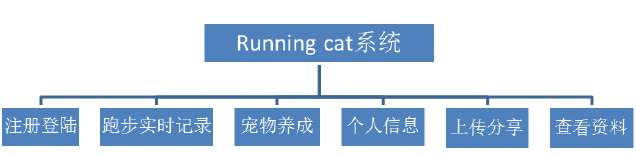 Running cat系统
注册登陆
跑步实时记录
宠物养成
个人信息
上传分享
查看资料